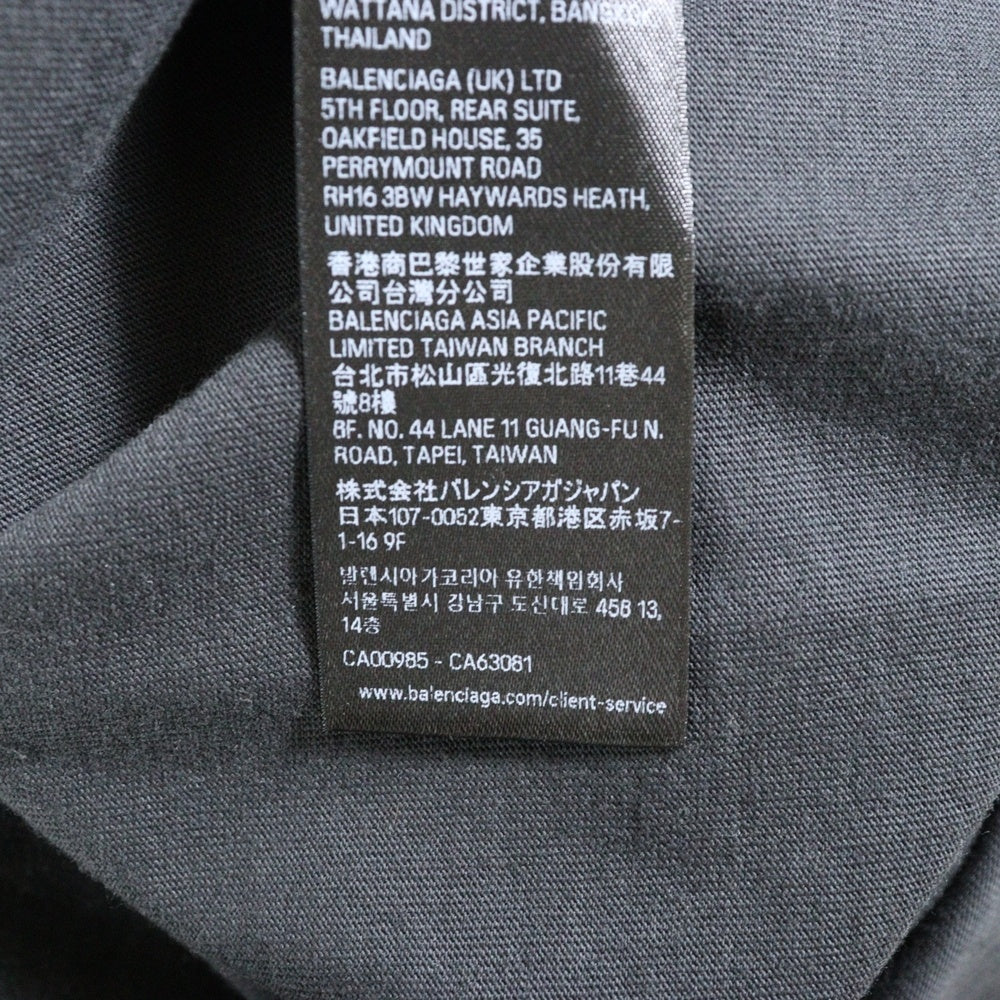 WATTANA DISTRICT, BANGKOK
THAILAND
BALENCIAGA (UK) LTD
5TH FLOOR, REAR SUITE,
OAKFIELD HOUSE, 35
PERRYMOUNT ROAD
RH16 3BW HAYWARDS HEATH,
UNITED KINGDOM
香港商巴黎世家企業股份有限
公司台灣分公司
BALENCIAGA ASIA PACIFIC
LIMITED TAIWAN BRANCH
台北市松山區光復北路11巷44
號8樓
8F. NO. 44 LANE 11 GUANG-FU N.
ROAD, TAPEI, TAIWAN
株式会社バレンシアガジャパン
日本107-0052東京都港区赤坂7-
1-16 9F
발렌시아가코리아 유한책임회사
서울특별시 강남구 도산대로 458 13,
14층
CA00985 - CA63081
www.balenciaga.com/client-service